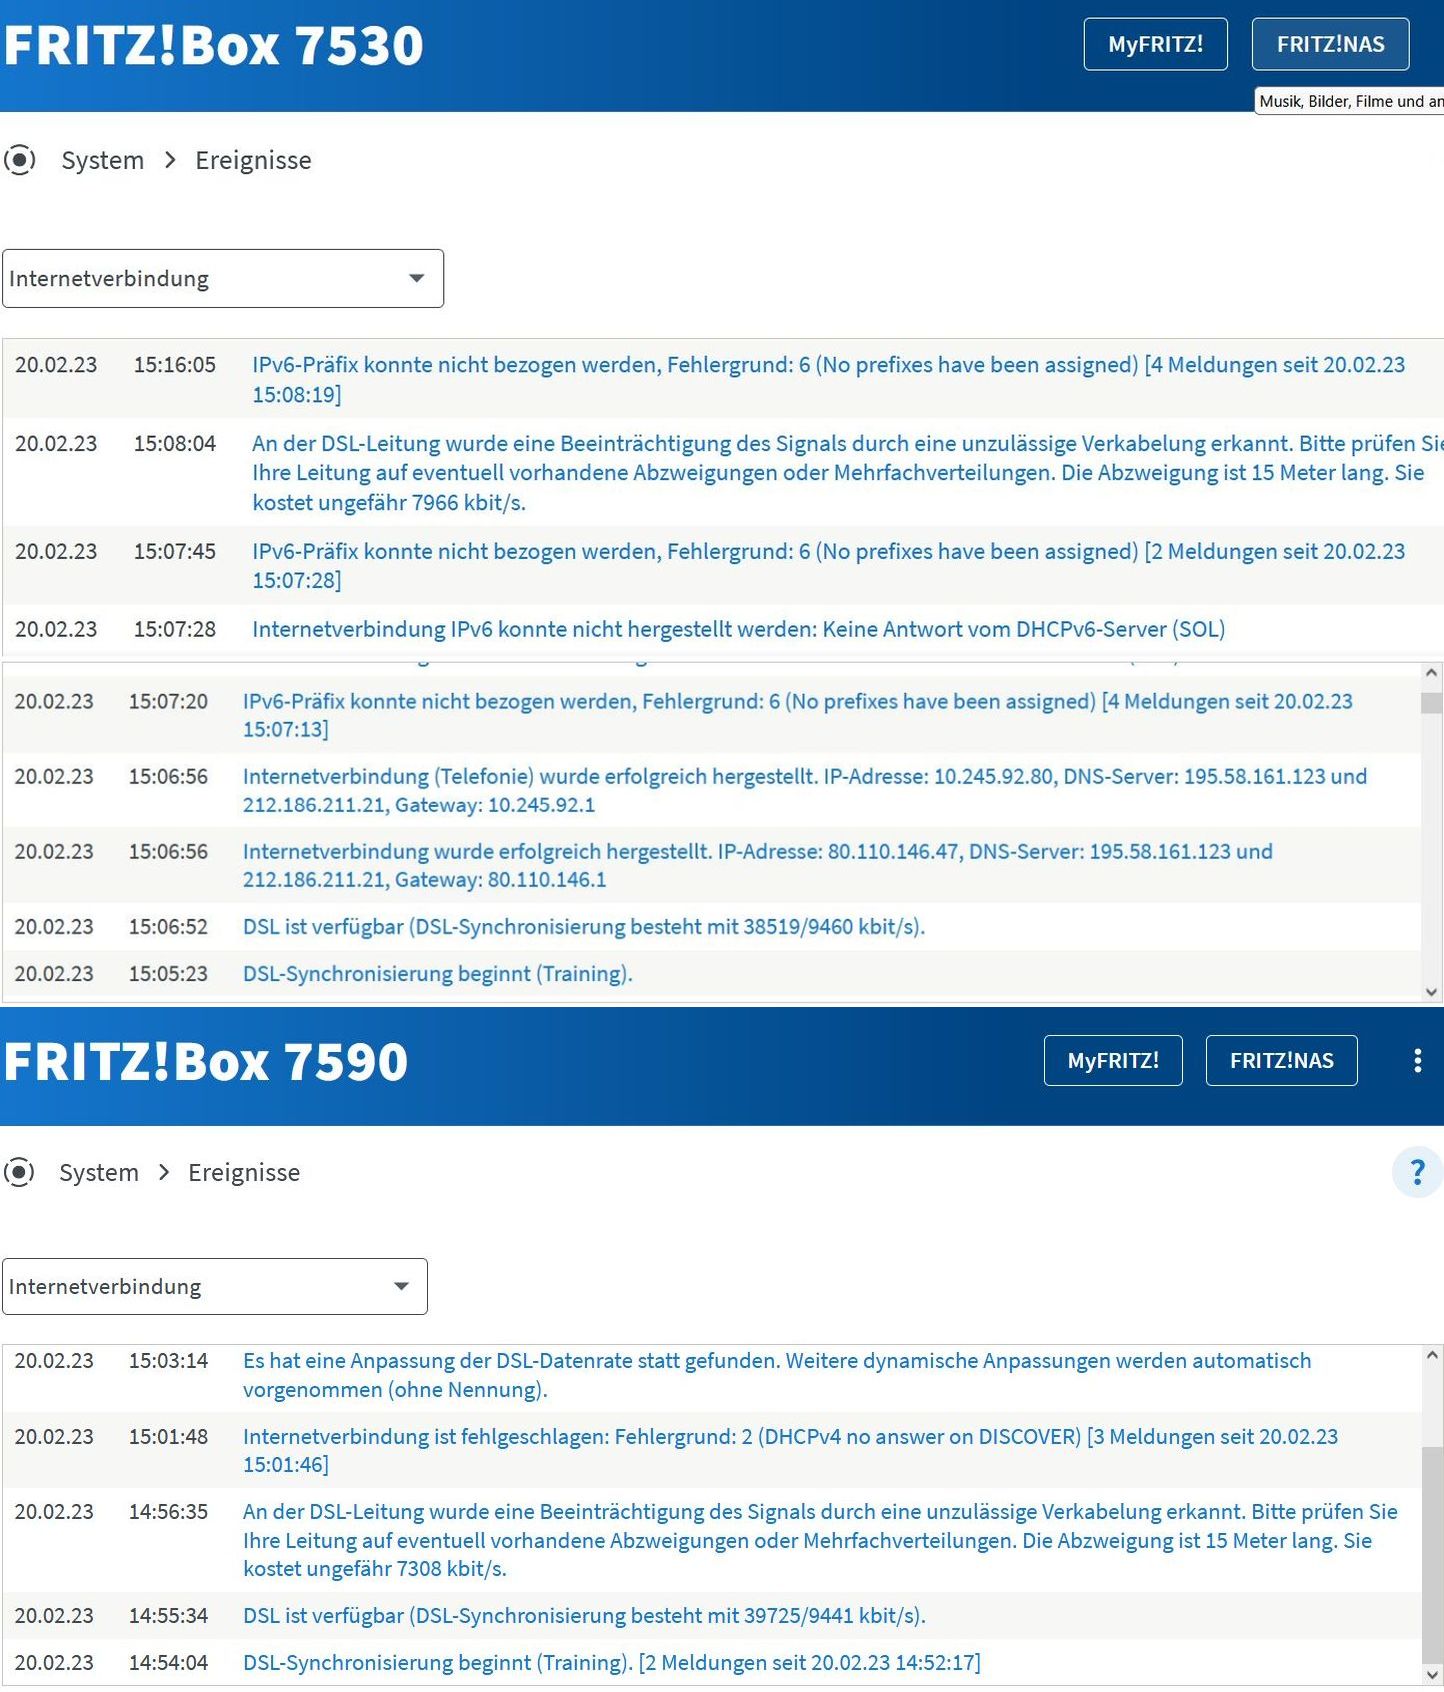 FRITZ!Box 7530
MyFRITZ!
FRITZ!NAS
Musik, Bilder, Filme und an
System > Ereignisse
Internetverbindung
20.02.23 15:16:05 IPv6-Präfix konnte nicht bezogen werden, Fehlergrund: 6 (No prefixes have been assigned) [4 Meldungen seit 20.02.23
15:08:19]
20.02.23 15:08:04 An der DSL-Leitung wurde eine Beeinträchtigung des Signals durch eine unzulässige Verkabelung erkannt. Bitte prüfen Sie
Ihre Leitung auf eventuell vorhandene Abzweigungen oder Mehrfachverteilungen. Die Abzweigung ist 15 Meter lang. Sie
kostet ungefähr 7966 kbit/s.
20.02.23 15:07:45 IPv6-Präfix konnte nicht bezogen werden, Fehlergrund: 6 (No prefixes have been assigned) [2 Meldungen seit 20.02.23
15:07:28]
20.02.23 15:07:28 Internetverbindung IPv6 konnte nicht hergestellt werden: Keine Antwort vom DHCPv6-Server (SOL)
20.02.23 15:07:20 IPv6-Präfix konnte nicht bezogen werden, Fehlergrund: 6 (No prefixes have been assigned) [4 Meldungen seit 20.02.23
15:07:13]
20.02.23 15:06:56 Internetverbindung (Telefonie) wurde erfolgreich hergestellt. IP-Adresse: 10.245.92.80, DNS-Server: 195.58.161.123 und
212.186.211.21, Gateway: 10.245.92.1
20.02.23 15:06:56 Internetverbindung wurde erfolgreich hergestellt. IP-Adresse: 80.110.146.47, DNS-Server: 195.58.161.123 und
212.186.211.21, Gateway: 80.110.146.1
20.02.23 15:06:52 DSL ist verfügbar (DSL-Synchronisierung besteht mit 38519/9460 kbit/s).
20.02.23 15:05:23 DSL-Synchronisierung beginnt (Training).
FRITZ!Box 7590
MyFRITZ!
FRITZ!NAS
System > Ereignisse
?
Internetverbindung
20.02.23 15:03:14 Es hat eine Anpassung der DSL-Datenrate statt gefunden. Weitere dynamische Anpassungen werden automatisch
vorgenommen (ohne Nennung).
20.02.23 15:01:48 Internetverbindung ist fehlgeschlagen: Fehlergrund: 2 (DHCPv4 no answer on DISCOVER) [3 Meldungen seit 20.02.23
15:01:46]
20.02.23 14:56:35 An der DSL-Leitung wurde eine Beeinträchtigung des Signals durch eine unzulässige Verkabelung erkannt. Bitte prüfen Sie
Ihre Leitung auf eventuell vorhandene Abzweigungen oder Mehrfachverteilungen. Die Abzweigung ist 15 Meter lang. Sie
kostet ungefähr 7308 kbit/s.
20.02.23 14:55:34 DSL ist verfügbar (DSL-Synchronisierung besteht mit 39725/9441 kbit/s).
20.02.23 14:54:04 DSL-Synchronisierung beginnt (Training). [2 Meldungen seit 20.02.23 14:52:17]